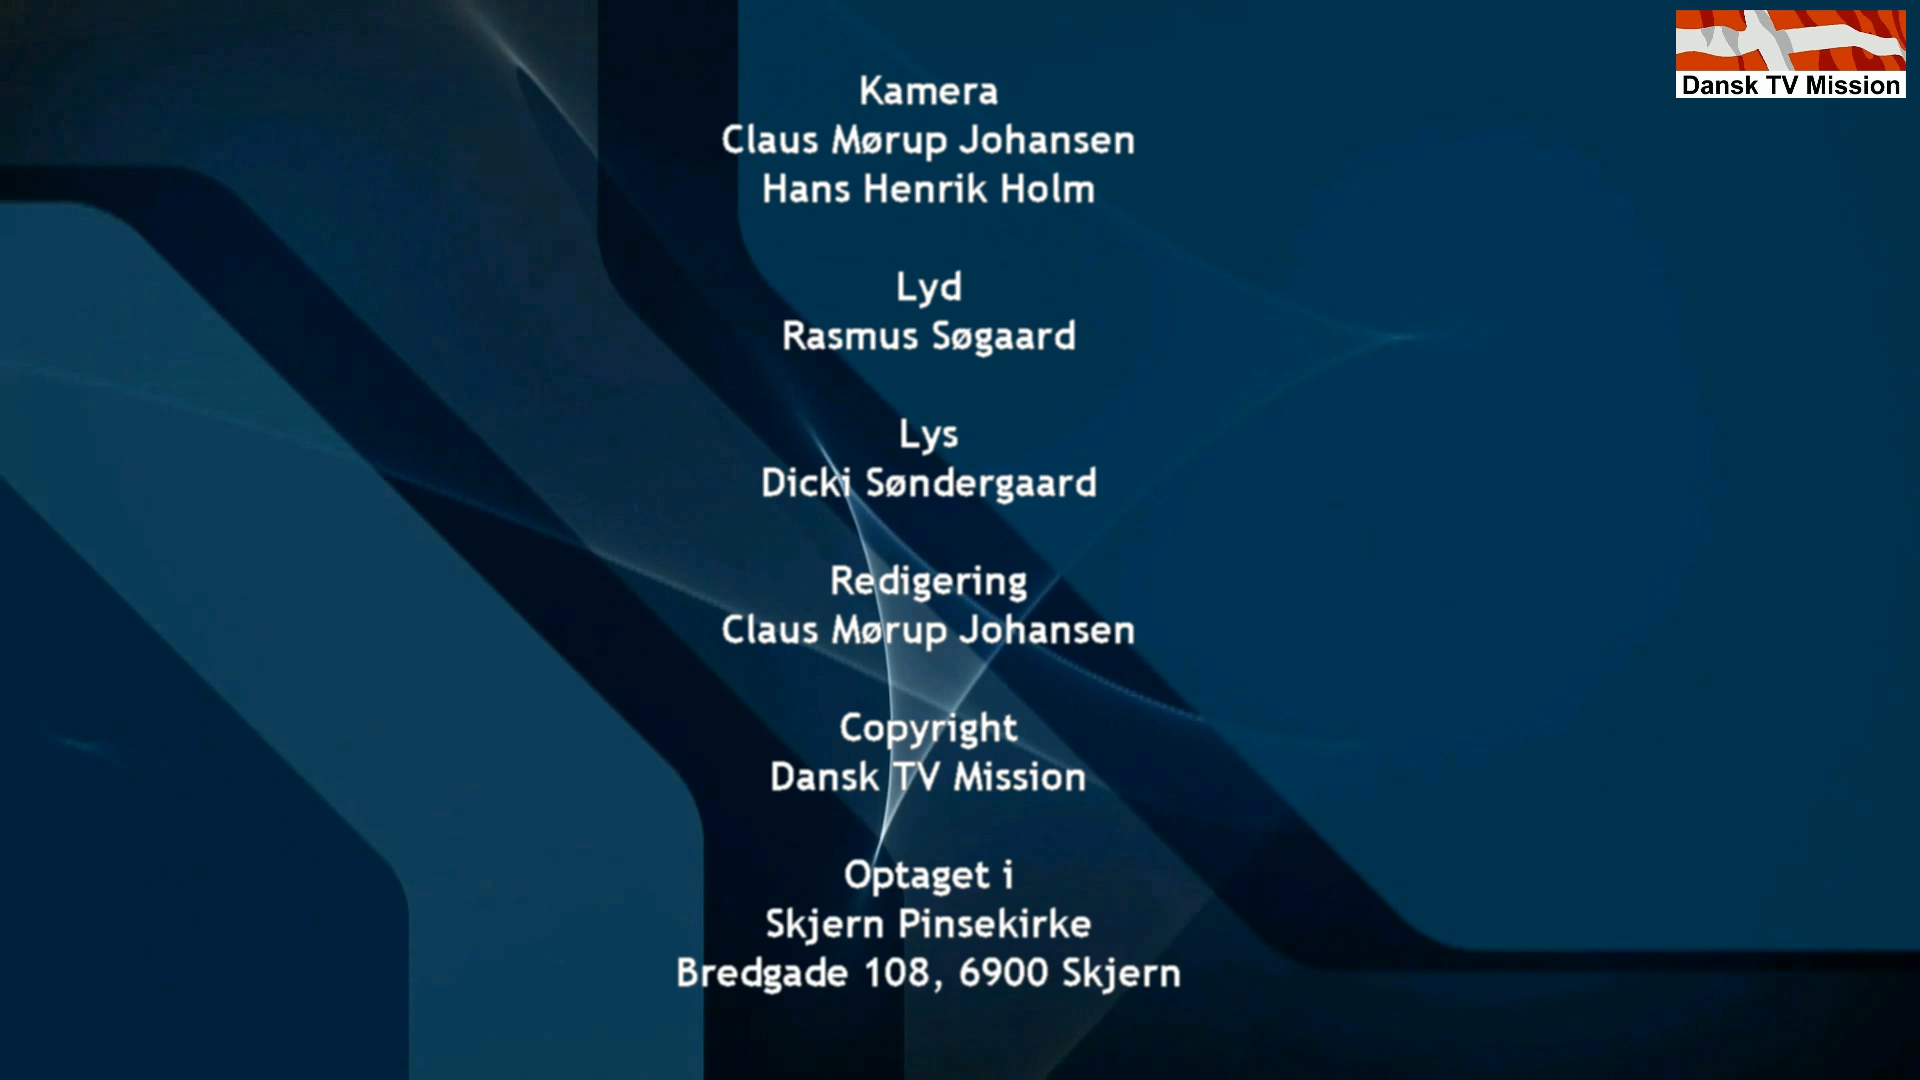 Dansk TV Mission
Kamera
Claus Mørup Johansen
Hans Henrik Holm
Lyd
Rasmus Søgaard
Lys
Dicki Søndergaard
Redigering
Claus Mørup Johansen
Copyright
Dansk TV Mission
Optaget i
Skjern Pinsekirke
Bredgade 108, 6900 Skjern